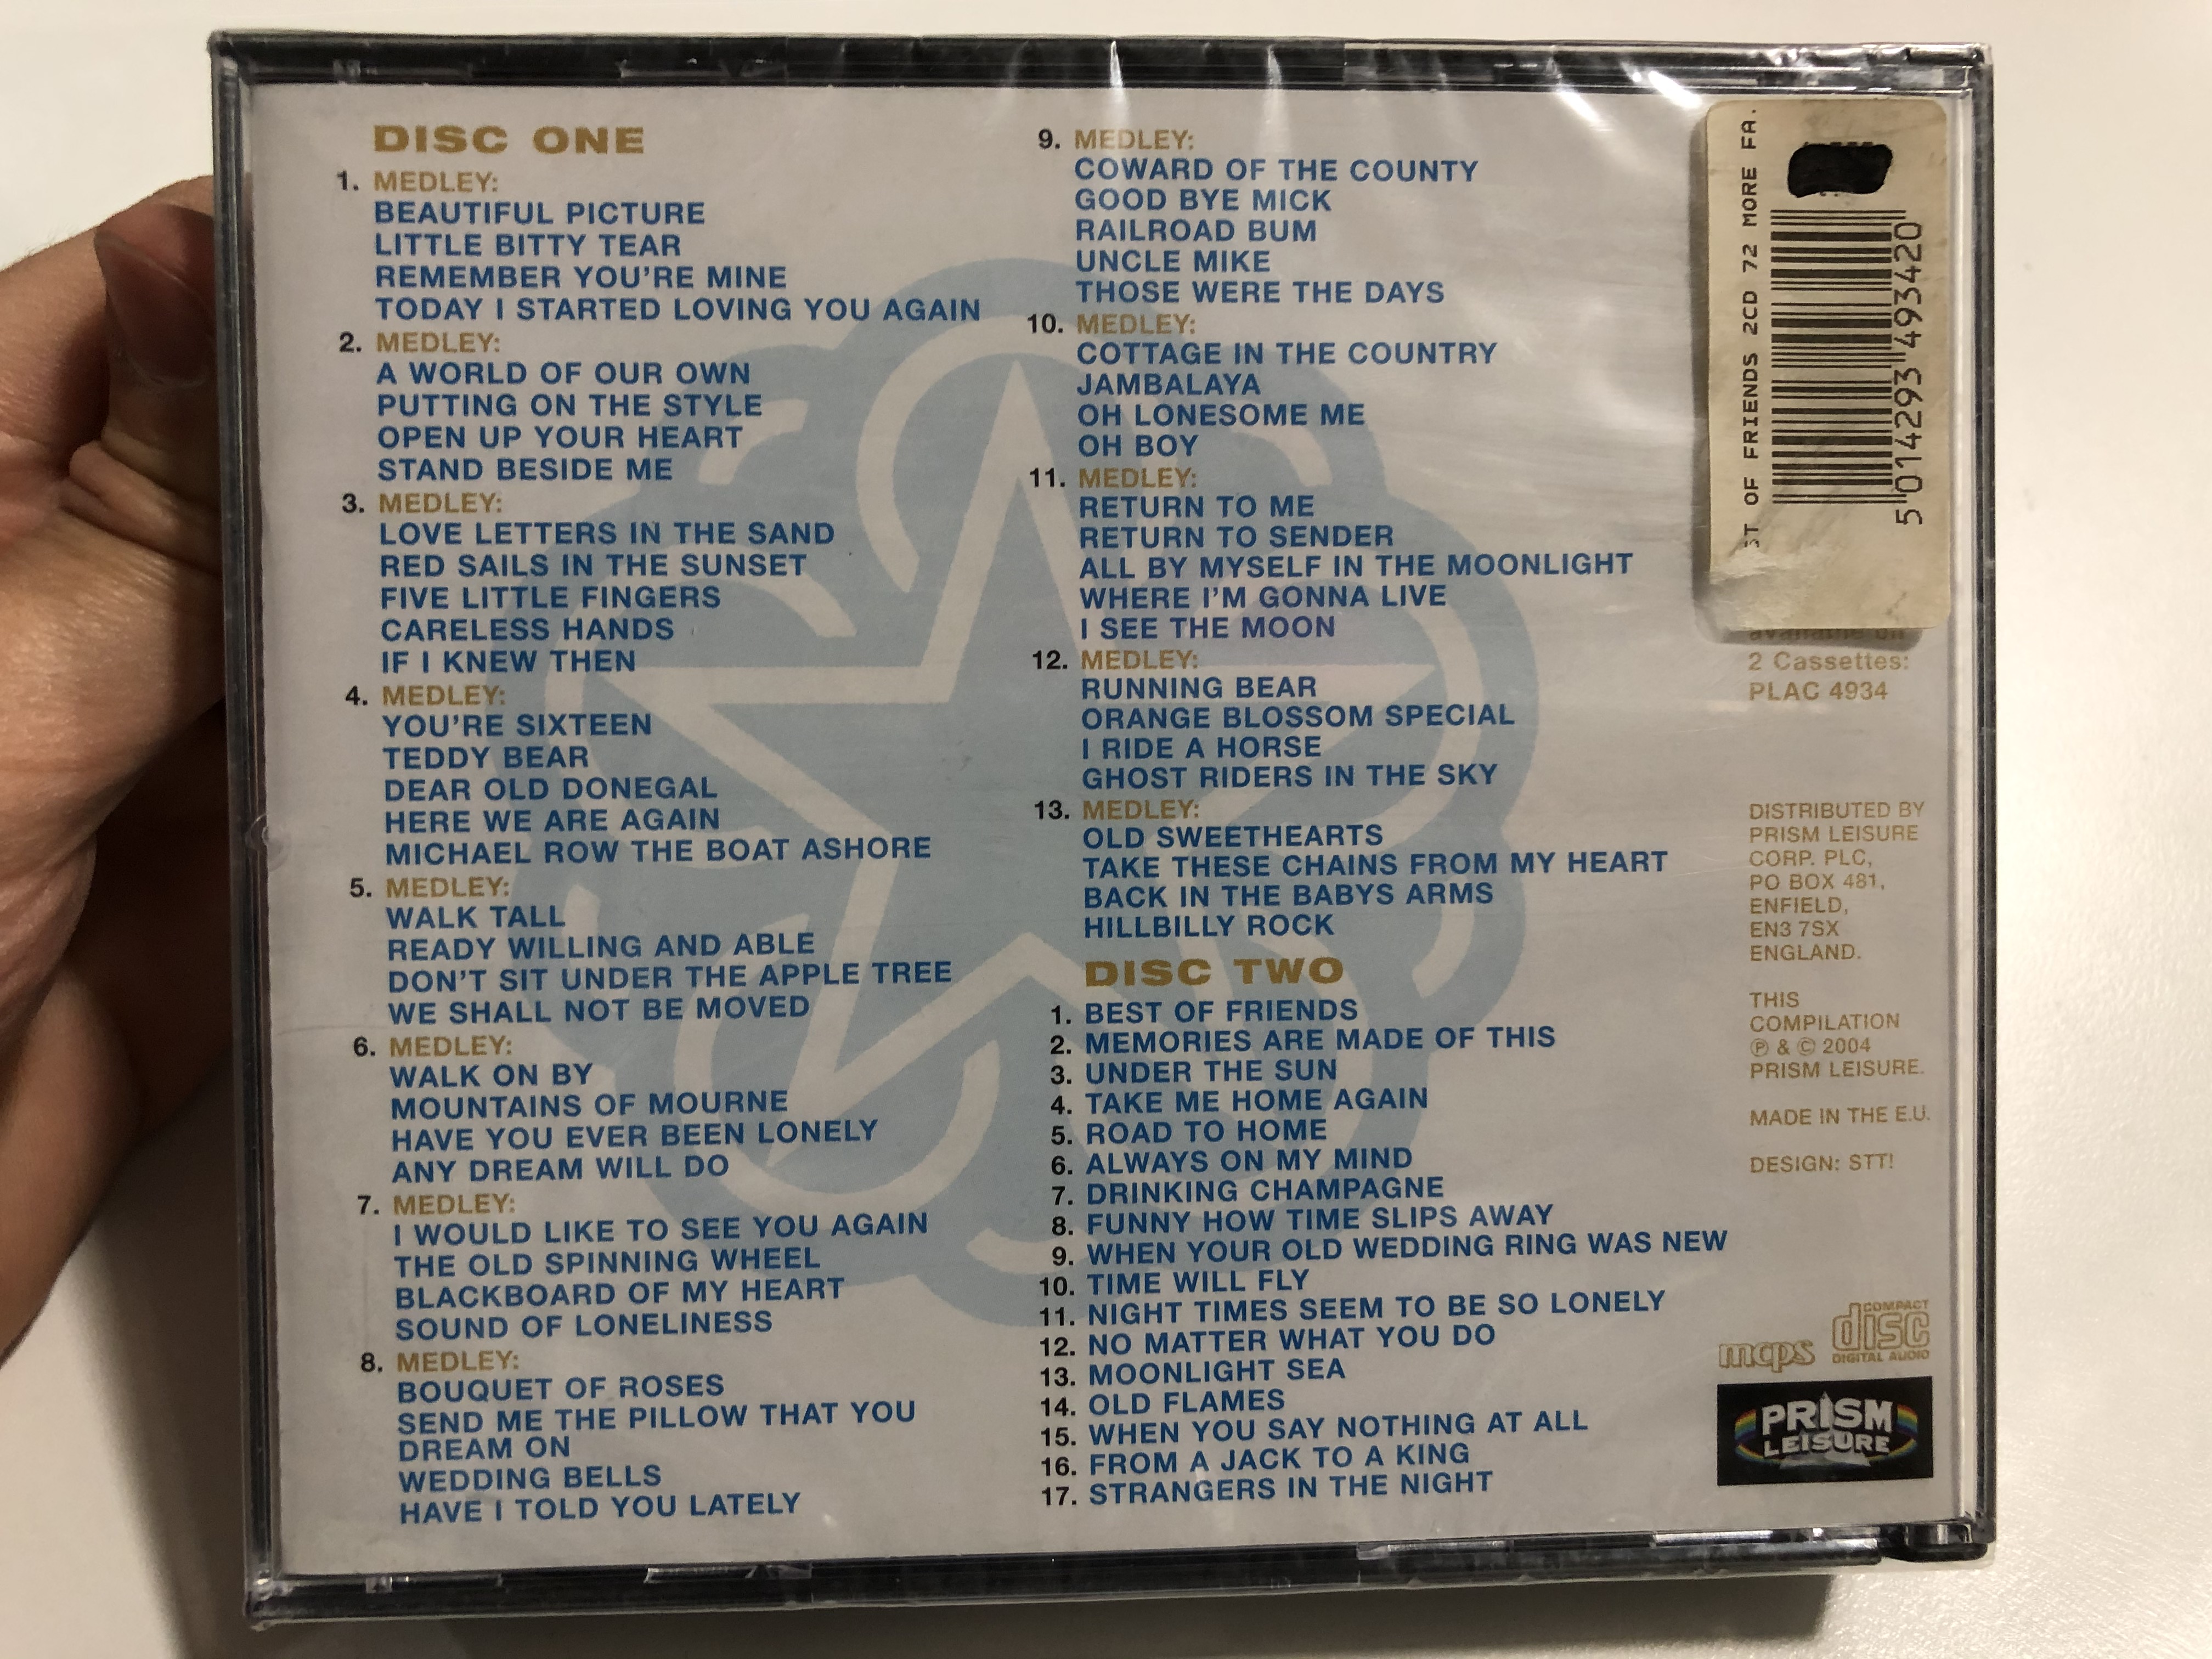 DISC ONE
1. MEDLEY:
BEAUTIFUL PICTURE
LITTLE BITTY TEAR
REMEMBER YOU'RE MINE
TODAY I STARTED LOVING YOU AGAIN
2. MEDLEY:
A WORLD OF OUR OWN
PUTTING ON THE STYLE
OPEN UP YOUR HEART
STAND BESIDE ME
3. MEDLEY:
LOVE LETTERS IN THE SAND
RED SAILS IN THE SUNSET
FIVE LITTLE FINGERS
CARELESS HANDS
IF I KNEW THEN
4. MEDLEY:
YOU'RE SIXTEEN
TEDDY BEAR
DEAR OLD DONEGAL
HERE WE ARE AGAIN
MICHAEL ROW THE BOAT ASHORE
5. MEDLEY:
WALK TALL
READY WILLING AND ABLE
DON'T SIT UNDER THE APPLE TREE
WE SHALL NOT BE MOVED
6. MEDLEY:
WALK ON BY
MOUNTAINS OF MOURNE
HAVE YOU EVER BEEN LONELY
ANY DREAM WILL DO
7. MEDLEY:
I WOULD LIKE TO SEE YOU AGAIN
THE OLD SPINNING WHEEL
BLACKBOARD OF MY HEART
SOUND OF LONELINESS
8. MEDLEY:
BOUQUET OF ROSES
SEND ME THE PILLOW THAT YOU
DREAM ON
WEDDING BELLS
HAVE I TOLD YOU LATELY
9. MEDLEY:
COWARD OF THE COUNTY
GOOD BYE MICK
RAILROAD BUM
UNCLE MIKE
THOSE WERE THE DAYS
10. MEDLEY:
COTTAGE IN THE COUNTRY
JAMBALAYA
OH LONESOME ME
OH BOY
11. MEDLEY:
RETURN TO ME
RETURN TO SENDER
ALL BY MYSELF IN THE MOONLIGHT
WHERE I'M GONNA LIVE
I SEE THE MOON
12. MEDLEY:
RUNNING BEAR
ORANGE BLOSSOM SPECIAL
I RIDE A HORSE
GHOST RIDERS IN THE SKY
13. MEDLEY:
OLD SWEETHEARTS
TAKE THESE CHAINS FROM MY HEART
BACK IN THE BABYS ARMS
HILLBILLY ROCK
DISC TWO
1. BEST OF FRIENDS
2. MEMORIES ARE MADE OF THIS
3. UNDER THE SUN
4. TAKE ME HOME AGAIN
5. ROAD TO HOME
6. ALWAYS ON MY MIND
7. DRINKING CHAMPAGNE
8. FUNNY HOW TIME SLIPS AWAY
9. WHEN YOUR OLD WEDDING RING WAS NEW
10. TIME WILL FLY
11. NIGHT TIMES SEEM TO BE SO LONELY
12. NO MATTER WHAT YOU DO
13. MOONLIGHT SEA
14. OLD FLAMES
15. WHEN YOU SAY NOTHING AT ALL
16. FROM A JACK TO A KING
17. STRANGERS IN THE NIGHT
ST OF FRIENDS 2CD 72 MORE FA.
5 014293 493420
available on
2 Cassettes:
PLAC 4934
DISTRIBUTED BY
PRISM LEISURE
CORP. PLC,
PO BOX 481,
ENFIELD,
EN3 7SX
ENGLAND.
THIS
COMPILATION
℗ & © 2004
PRISM LEISURE.
MADE IN THE E.U.
DESIGN: STT!
mcps
COMPACT
disc
DIGITAL AUDIO
PRISM
LEISURE